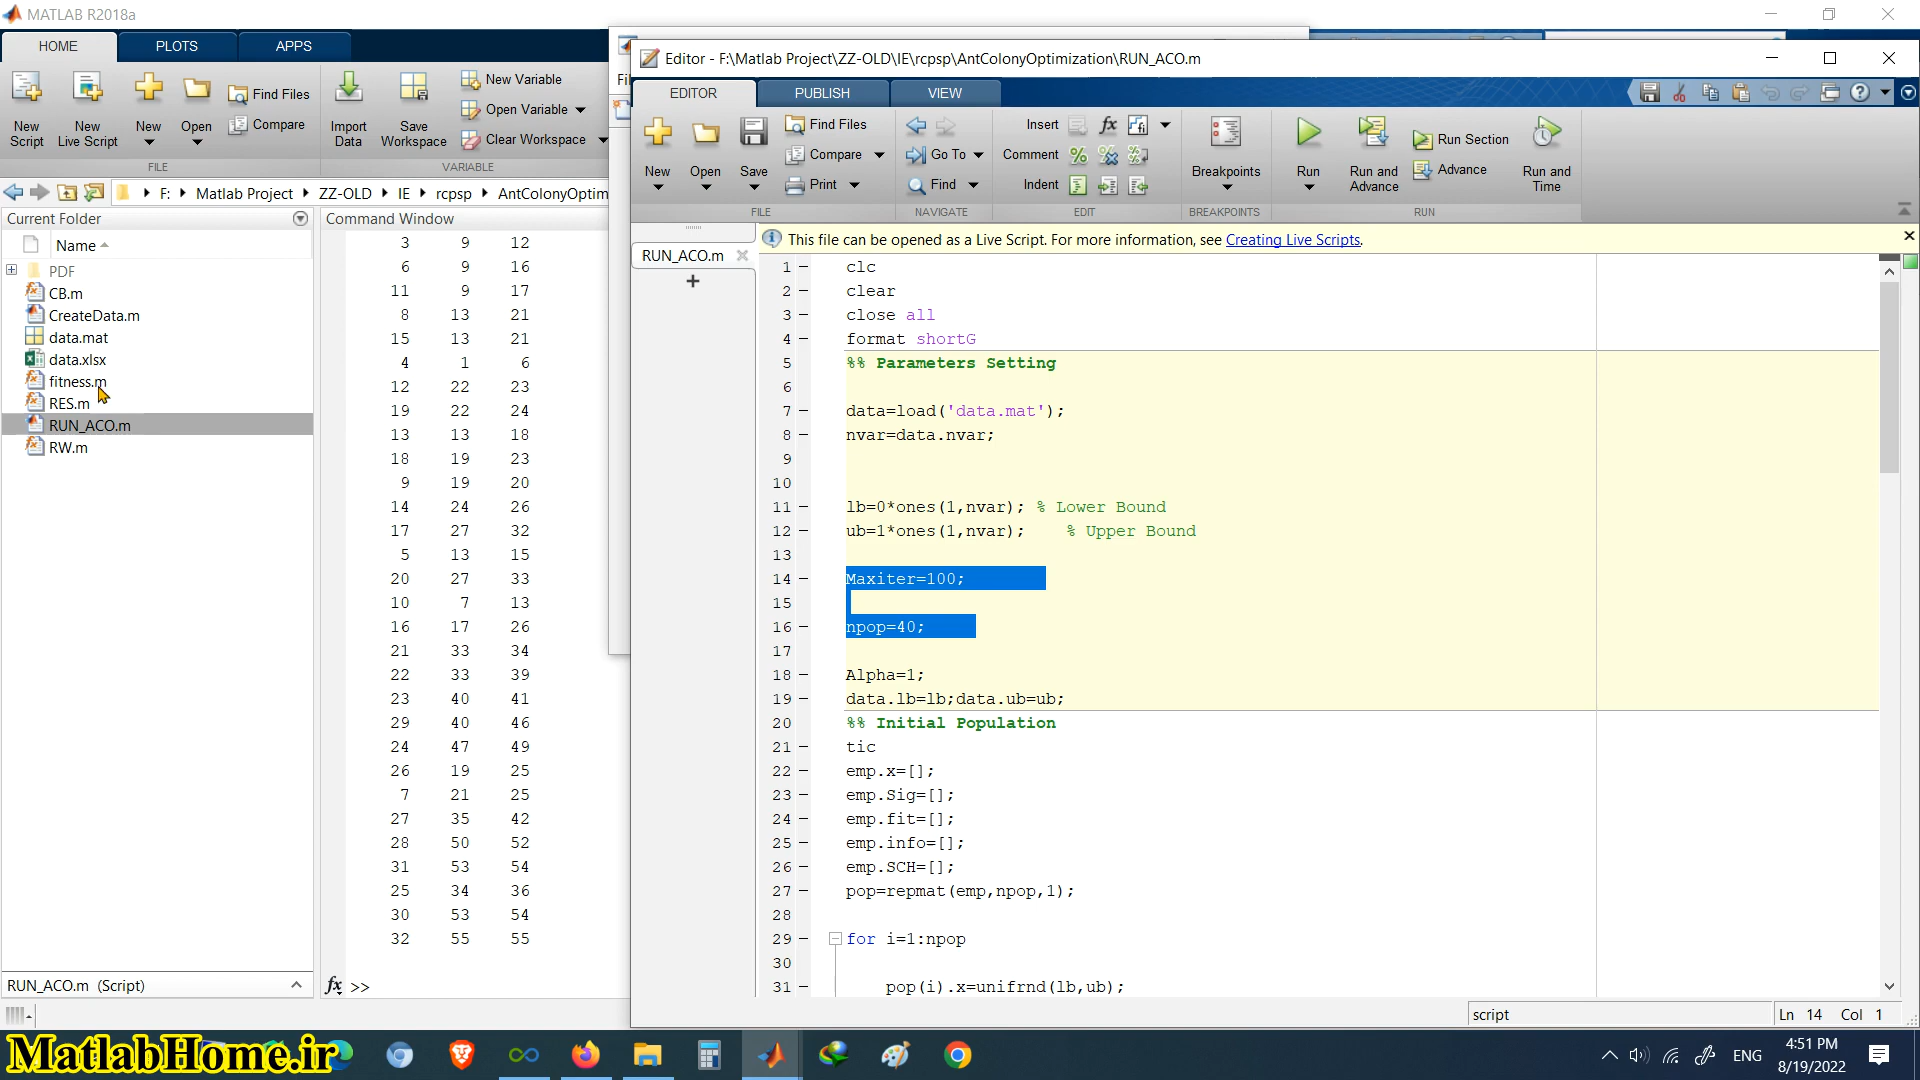 MATLAB R2018a
HOME
PLOTS
APPS
New Script
New Live Script
New
Open
Find Files
Compare
Import Data
Save Workspace
New Variable
Open Variable
Clear Workspace
FILE
VARIABLE
F:
Matlab Project
ZZ-OLD
IE
rcpsp
AntColonyOptim
Current Folder
Name
PDF
CB.m
CreateData.m
data.mat
data.xlsx
fitness.m
RES.m
RUN_ACO.m
RW.m
RUN_ACO.m (Script)
Command Window
3 9 12
6 9 16
11 9 17
8 13 21
15 13 21
4 1 6
12 22 23
19 22 24
13 13 18
18 19 23
9 19 20
14 24 26
17 27 32
5 13 15
20 27 33
10 7 13
16 17 26
21 33 34
22 33 39
23 40 41
29 40 46
24 47 49
26 19 25
7 21 25
27 35 42
28 50 52
31 53 54
25 34 36
30 53 54
32 55 55
fx >>
Editor - F:\Matlab Project\ZZ-OLD\IE\rcpsp\AntColonyOptimization\RUN_ACO.m
EDITOR
PUBLISH
VIEW
New
Open
Save
Find Files
Compare
Print
Go To
Find
Insert
Comment
Indent
Breakpoints
Run
Run and Advance
Run Section
Advance
Run and Time
FILE
NAVIGATE
EDIT
BREAKPOINTS
RUN
RUN_ACO.m
This file can be opened as a Live Script. For more information, see Creating Live Scripts.
1 – clc
2 – clear
3 – close all
4 – format shortG
5 %% Parameters Setting
6
7 – data=load('data.mat');
8 – nvar=data.nvar;
9
10
11 – lb=0*ones(1,nvar); % Lower Bound
12 – ub=1*ones(1,nvar); % Upper Bound
13
14 – Maxiter=100;
15
16 – npop=40;
17
18 – Alpha=1;
19 – data.lb=lb;data.ub=ub;
20 %% Initial Population
21 – tic
22 – emp.x=[];
23 – emp.Sig=[];
24 – emp.fit=[];
25 – emp.info=[];
26 – emp.SCH=[];
27 – pop=repmat(emp,npop,1);
28
29 – for i=1:npop
30
31 – pop(i).x=unifrnd(lb,ub);
script
Ln 14 Col 1
MatlabHome.ir
ENG
4:51 PM
8/19/2022